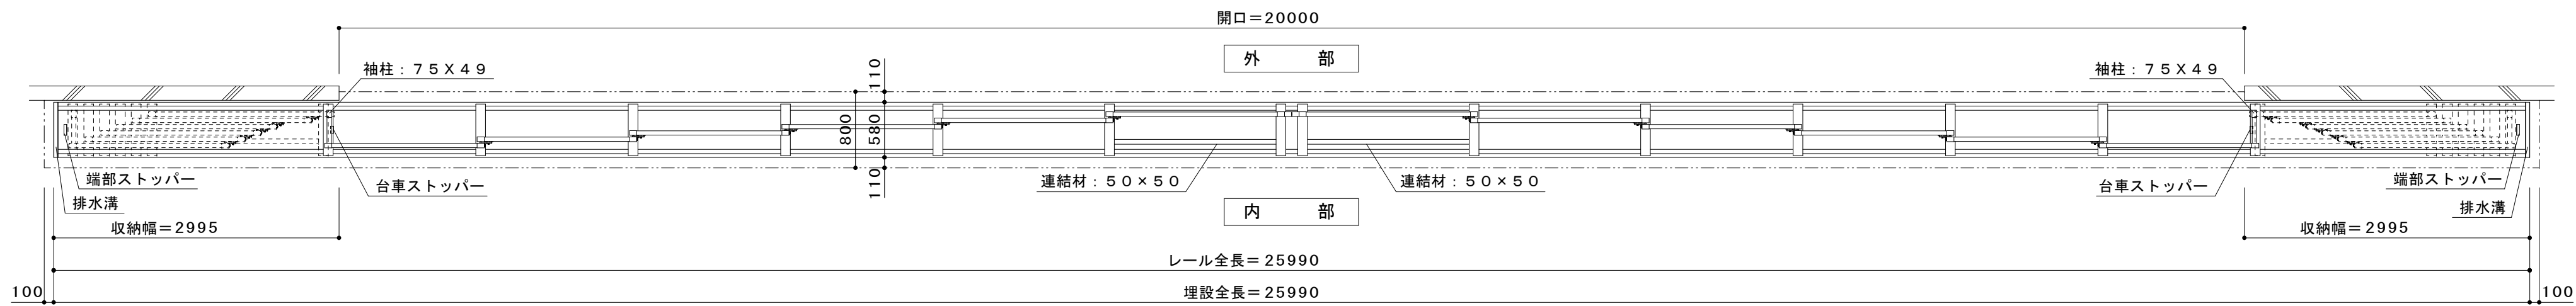 開口＝20000
外　　　部
袖柱：７５Ｘ４９
袖柱：７５Ｘ４９
110
800
580
110
端部ストッパー
台車ストッパー
連結材：５０×５０
連結材：５０×５０
台車ストッパー
端部ストッパー
排水溝
内　　　部
排水溝
収納幅＝2995
収納幅＝2995
レール全長＝25990
100
埋設全長＝25990
100